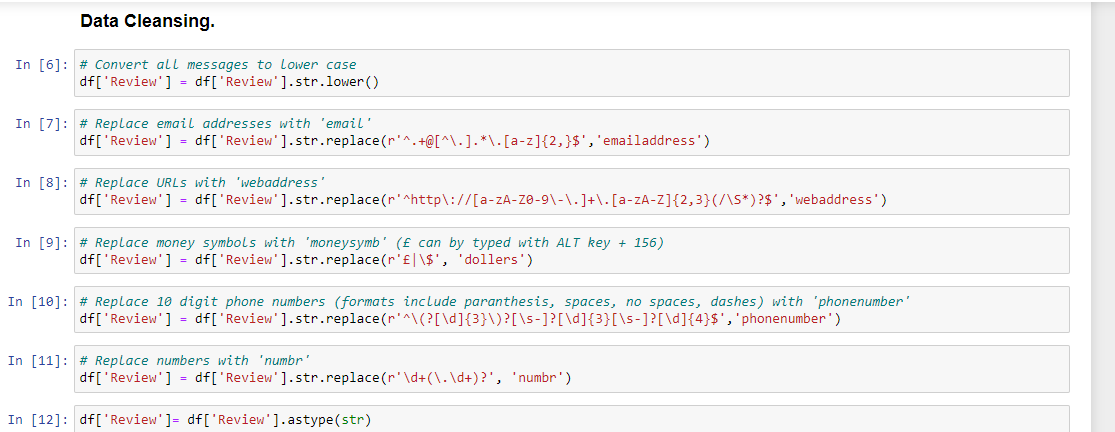 Data Cleansing.
In [6]: # Convert all messages to lower case
df['Review'] = df['Review'].str.lower()
In [7]: # Replace email addresses with 'email'
df['Review'] = df['Review'].str.replace(r'^.+@[^\.].*\.[a-z]{2,}$','emailaddress')
In [8]: # Replace URLs with 'webaddress'
df['Review'] = df['Review'].str.replace(r'^http\://[a-zA-Z0-9\-\.]+\.[a-zA-Z]{2,3}(/\S*)?$','webaddress')
In [9]: # Replace money symbols with 'moneysymb' (£ can by typed with ALT key + 156)
df['Review'] = df['Review'].str.replace(r'£|\$', 'dollers')
In [10]: # Replace 10 digit phone numbers (formats include paranthesis, spaces, no spaces, dashes) with 'phonenumber'
df['Review'] = df['Review'].str.replace(r'^\(?[\d]{3}\)?[\s-]?[\d]{3}[\s-]?[\d]{4}$','phonenumber')
In [11]: # Replace numbers with 'numbr'
df['Review'] = df['Review'].str.replace(r'\d+(\.\d+)?', 'numbr')
In [12]: df['Review']= df['Review'].astype(str)